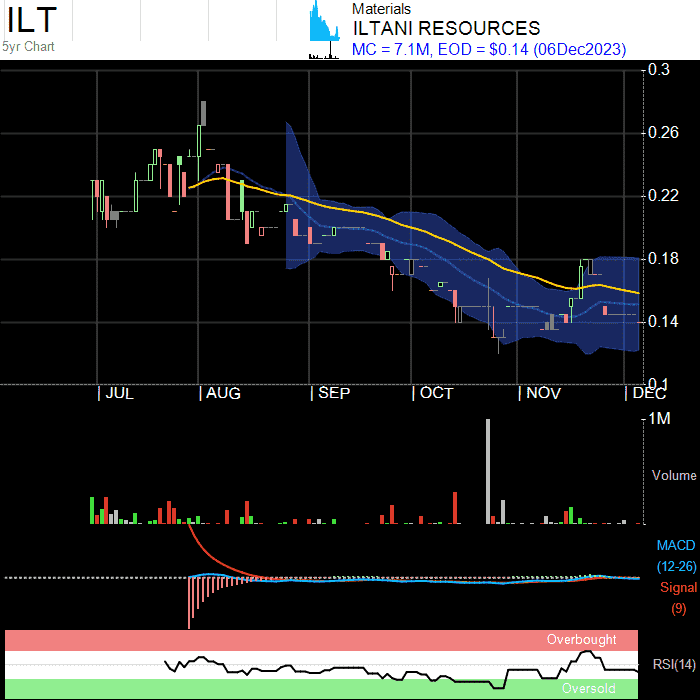 ILT
5yr Chart
Materials
ILTANI RESOURCES
MC = 7.1M, EOD = $0.14 (06Dec2023)
0.3
0.26
0.22
0.18
0.14
0.1
| JUL | AUG | SEP | OCT | NOV | DEC
1M
Volume
MACD
(12-26)
Signal
(9)
Overbought
RSI(14)
Oversold